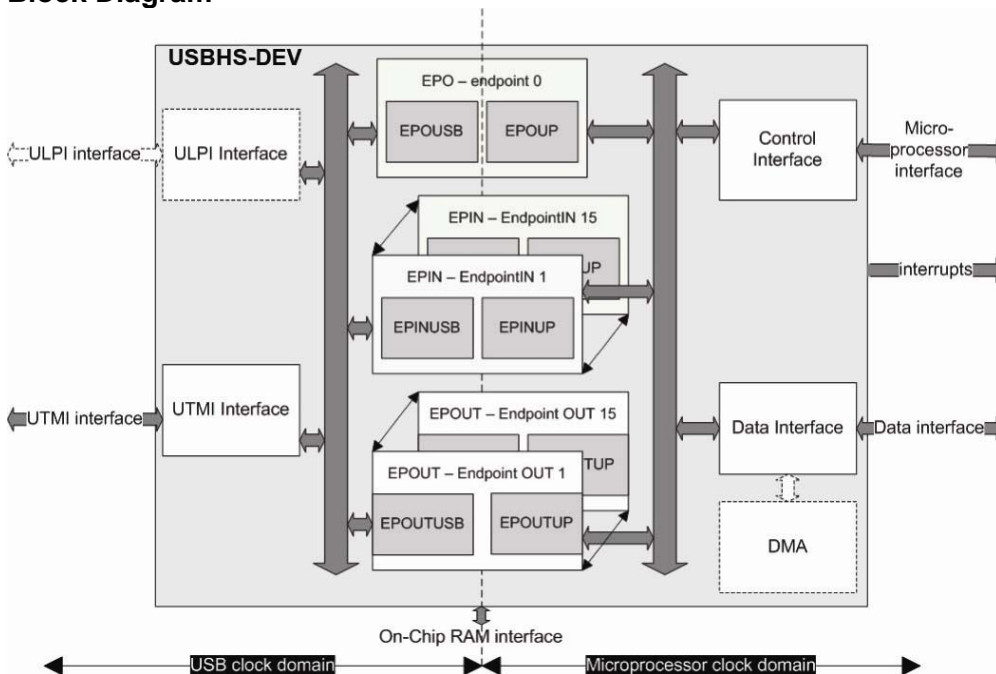 Block Diagram
USBHS-DEV
EPO – endpoint 0
EPOUSB
EPOUP
ULPI interface
ULPI Interface
Control
Interface
Micro-
processor
interface
EPIN – EndpointIN 15
UP
EPIN – EndpointIN 1
EPINUSB
EPINUP
interrupts
UTMI interface
UTMI Interface
EPOUT – Endpoint OUT 15
TUP
EPOUT – Endpoint OUT 1
EPOUTUSB
EPOUTUP
Data Interface
Data interface
DMA
On-Chip RAM interface
USB clock domain
Microprocessor clock domain